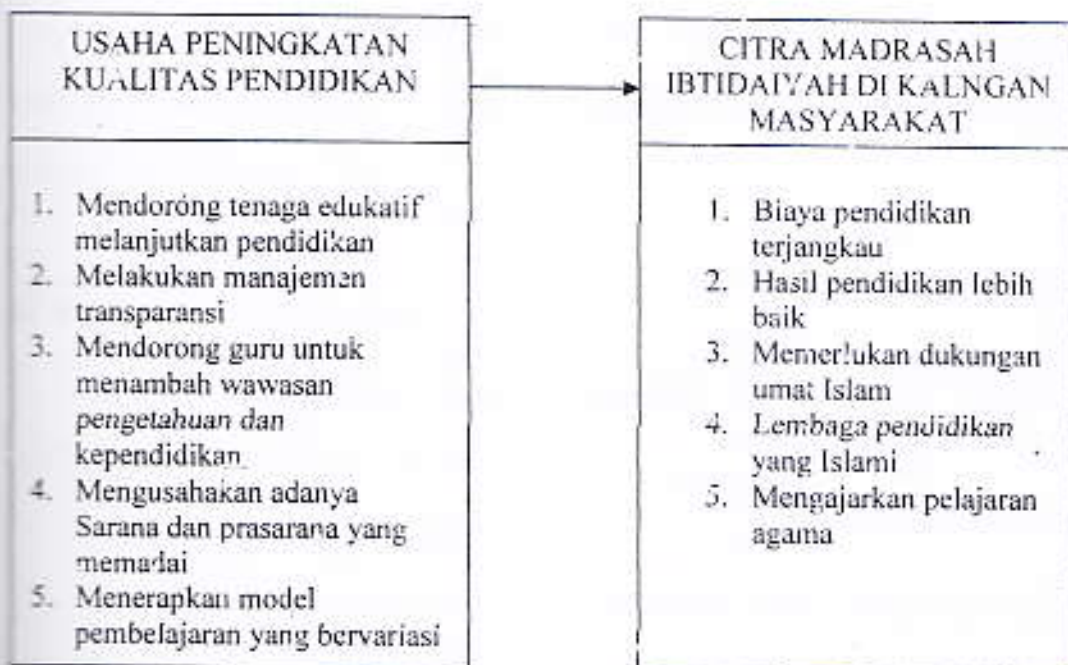 USAHA PENINGKATAN
KUALITAS PENDIDIKAN
1. Mendorong tenaga edukatif
melanjutkan pendidikan
2. Melakukan manajemen
transparansi
3. Mendorong guru untuk
menambah wawasan
pengetahuan dan
kependidikan
4. Mengusahakan adanya
Sarana dan prasarana yang
memadai
5. Menerapkan model
pembelajaran yang bervariasi
CITRA MADRASAH
IBTIDAIYAH DI KALNGAN
MASYARAKAT
1. Biaya pendidikan
terjangkau
2. Hasil pendidikan lebih
baik
3. Memerlukan dukungan
umat Islam
4. Lembaga pendidikan
yang Islami
5. Mengajarkan pelajaran
agama